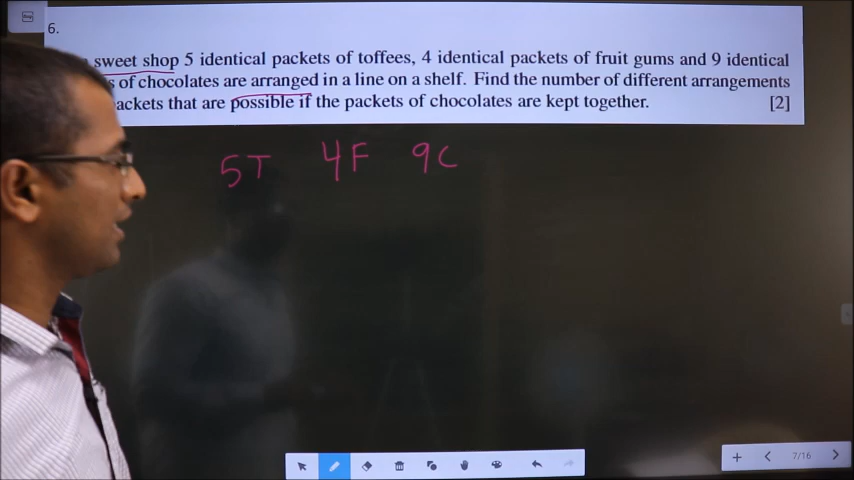 6.
sweet shop 5 identical packets of toffees, 4 identical packets of fruit gums and 9 identical
of chocolates are arranged in a line on a shelf. Find the number of different arrangements
that are possible if the packets of chocolates are kept together. [2]
5T 4F 9C
7/16